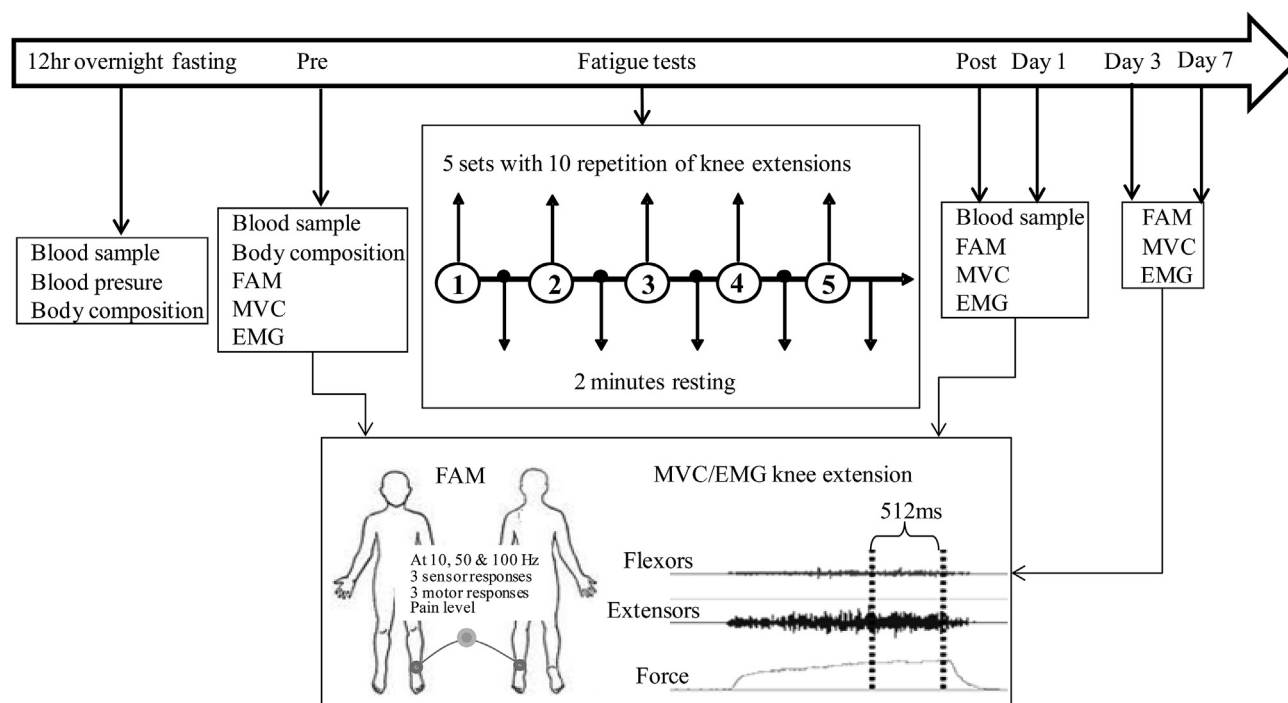 12hr overnight fasting
Pre
Fatigue tests
Post
Day 1
Day 3
Day 7
Blood sample
Blood presure
Body composition
Blood sample
Body composition
FAM
MVC
EMG
5 sets with 10 repetition of knee extensions
1
2
3
4
5
2 minutes resting
Blood sample
FAM
MVC
EMG
FAM
MVC
EMG
FAM
At 10, 50 & 100 Hz
3 sensor responses
3 motor responses
Pain level
MVC/EMG knee extension
512ms
Flexors
Extensors
Force